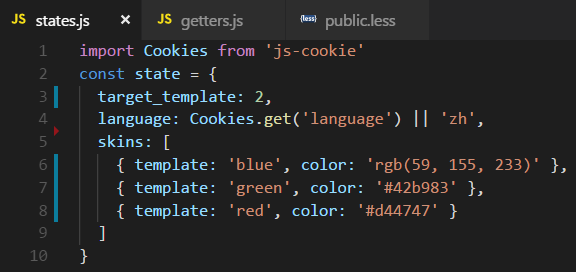 JS states.js × JS getters.js {less} public.less
1 import Cookies from 'js-cookie'
2 const state = {
3 target_template: 2,
4 language: Cookies.get('language') || 'zh',
5 skins: [
6 { template: 'blue', color: 'rgb(59, 155, 233)' },
7 { template: 'green', color: '#42b983' },
8 { template: 'red', color: '#d44747' }
9 ]
10 }